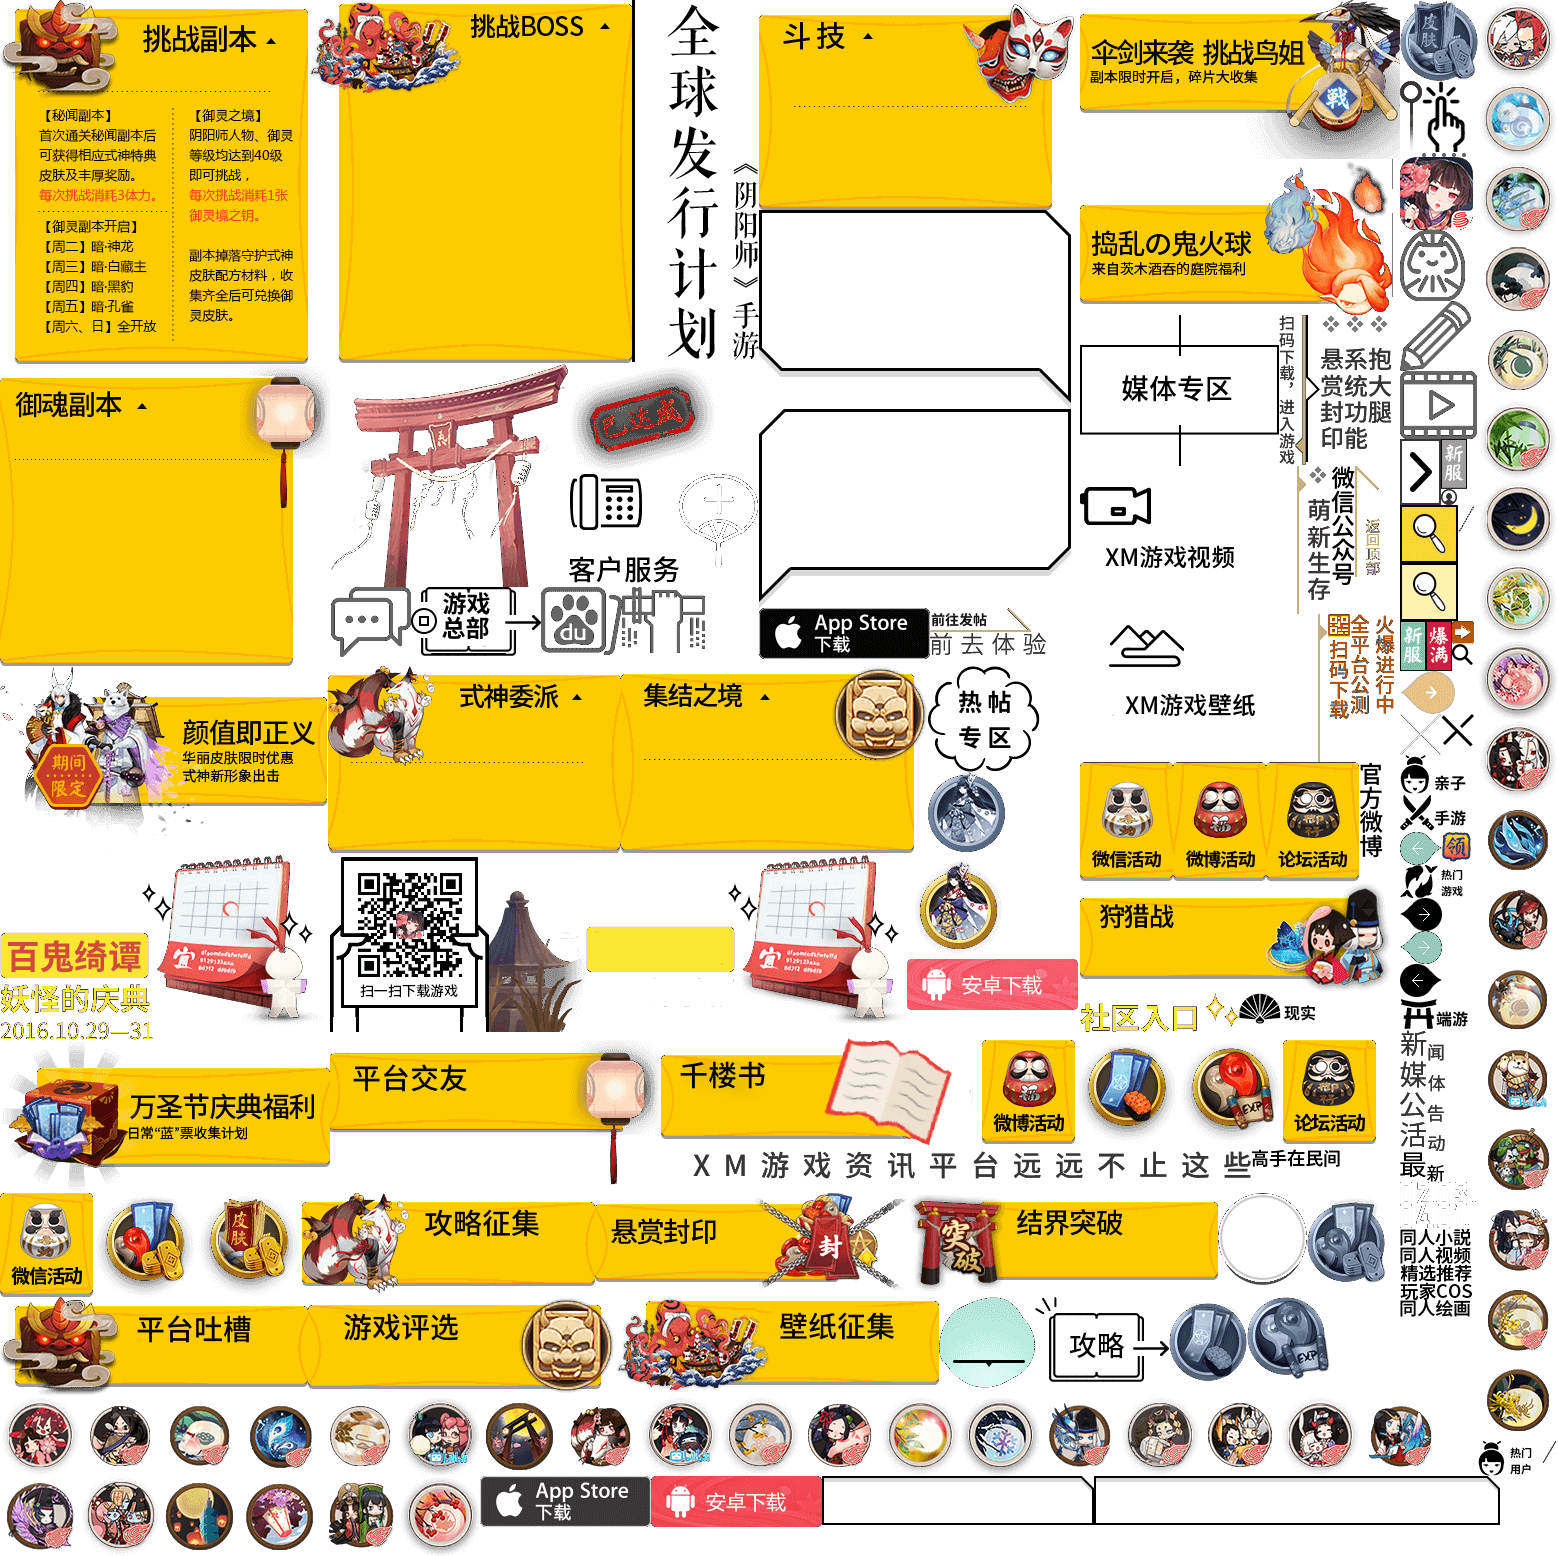 挑战副本
【秘闻副本】
首次通关秘闻副本后
可获得相应式神特典
皮肤及丰厚奖励。
每次挑战消耗3体力。
【御灵副本开启】
【周二】暗·神龙
【周三】暗·白藏主
【周四】暗·黑豹
【周五】暗·孔雀
【周六、日】全开放
【御灵之境】
阴阳师人物、御灵
等级均达到40级
即可挑战，
每次挑战消耗1张
御灵境之钥。
副本掉落守护式神
皮肤配方材料，收
集齐全后可兑换御
灵皮肤。
挑战BOSS
全球发行计划
《阴阳师》手游
斗技
伞剑来袭 挑战鸟姐
副本限时开启，碎片大收集
戰
皮肤
捣乱の鬼火球
来自茨木酒吞的庭院福利
媒体专区
扫码下载，进入游戏
抱大腿
系统功能
悬赏封印
御魂副本
已达成
客户服务
游戏
总部
du
App Store
下载
前往发帖
前去体验
XM游戏视频
微信公众号
萌新生存
返回顶部
新服
XM游戏壁纸
火爆进行中
全平台公测
扫码下载
新服
爆满
颜值即正义
华丽皮肤限时优惠
式神新形象出击
期间
限定
式神委派
集结之境
热帖
专区
微信活动
微博活动
论坛活动
官方微博
亲子
手游
领
热门
游戏
百鬼绮谭
妖怪的庆典
2016.10.29—31
宜
扫一扫下载游戏
宜
安卓下载
狩猎战
社区入口
现实
端游
万圣节庆典福利
日常“蓝”票收集计划
平台交友
千楼书
微博活动
EXP
论坛活动
XM游戏资讯平台远远不止这些
高手在民间
新闻
媒体
公告
活动
最新
微信活动
皮肤
攻略征集
悬赏封印
封
突破
结界突破
同人小説
同人视频
精选推荐
玩家COS
同人绘画
平台吐槽
游戏评选
壁纸征集
攻略
EXP
热门
用户
App Store
下载
安卓下载